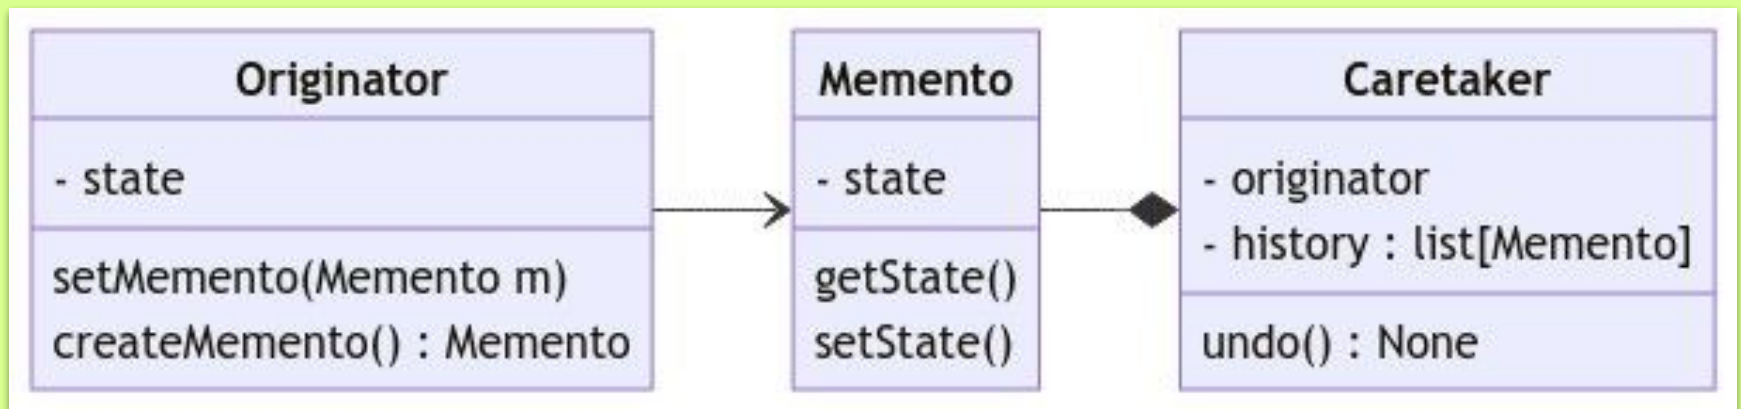 Originator
- state
setMemento(Memento m)
createMemento() : Memento
Memento
- state
getState()
setState()
Caretaker
- originator
- history : list[Memento]
undo() : None